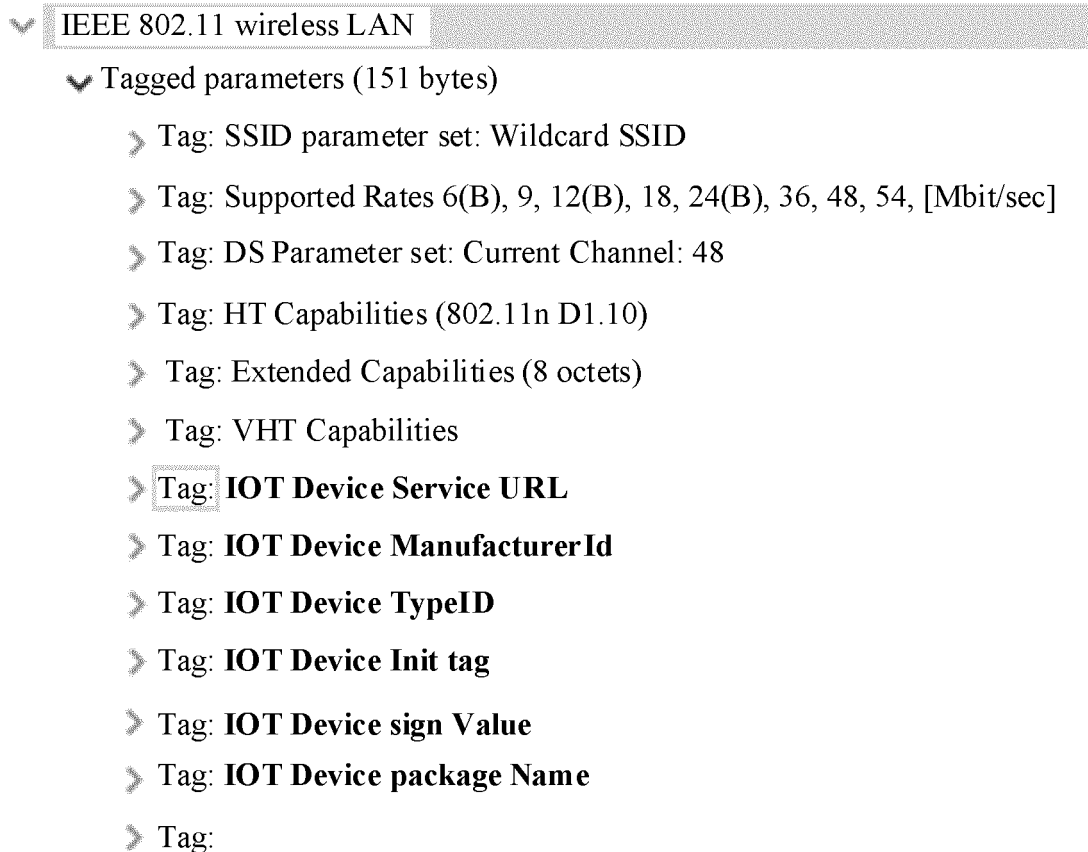 IEEE 802.11 wireless LAN
Tagged parameters (151 bytes)
Tag: SSID parameter set: Wildcard SSID
Tag: Supported Rates 6(B), 9, 12(B), 18, 24(B), 36, 48, 54, [Mbit/sec]
Tag: DS Parameter set: Current Channel: 48
Tag: HT Capabilities (802.11n D1.10)
Tag: Extended Capabilities (8 octets)
Tag: VHT Capabilities
Tag: IOT Device Service URL
Tag: IOT Device ManufacturerId
Tag: IOT Device TypeID
Tag: IOT Device Init tag
Tag: IOT Device sign Value
Tag: IOT Device package Name
Tag: